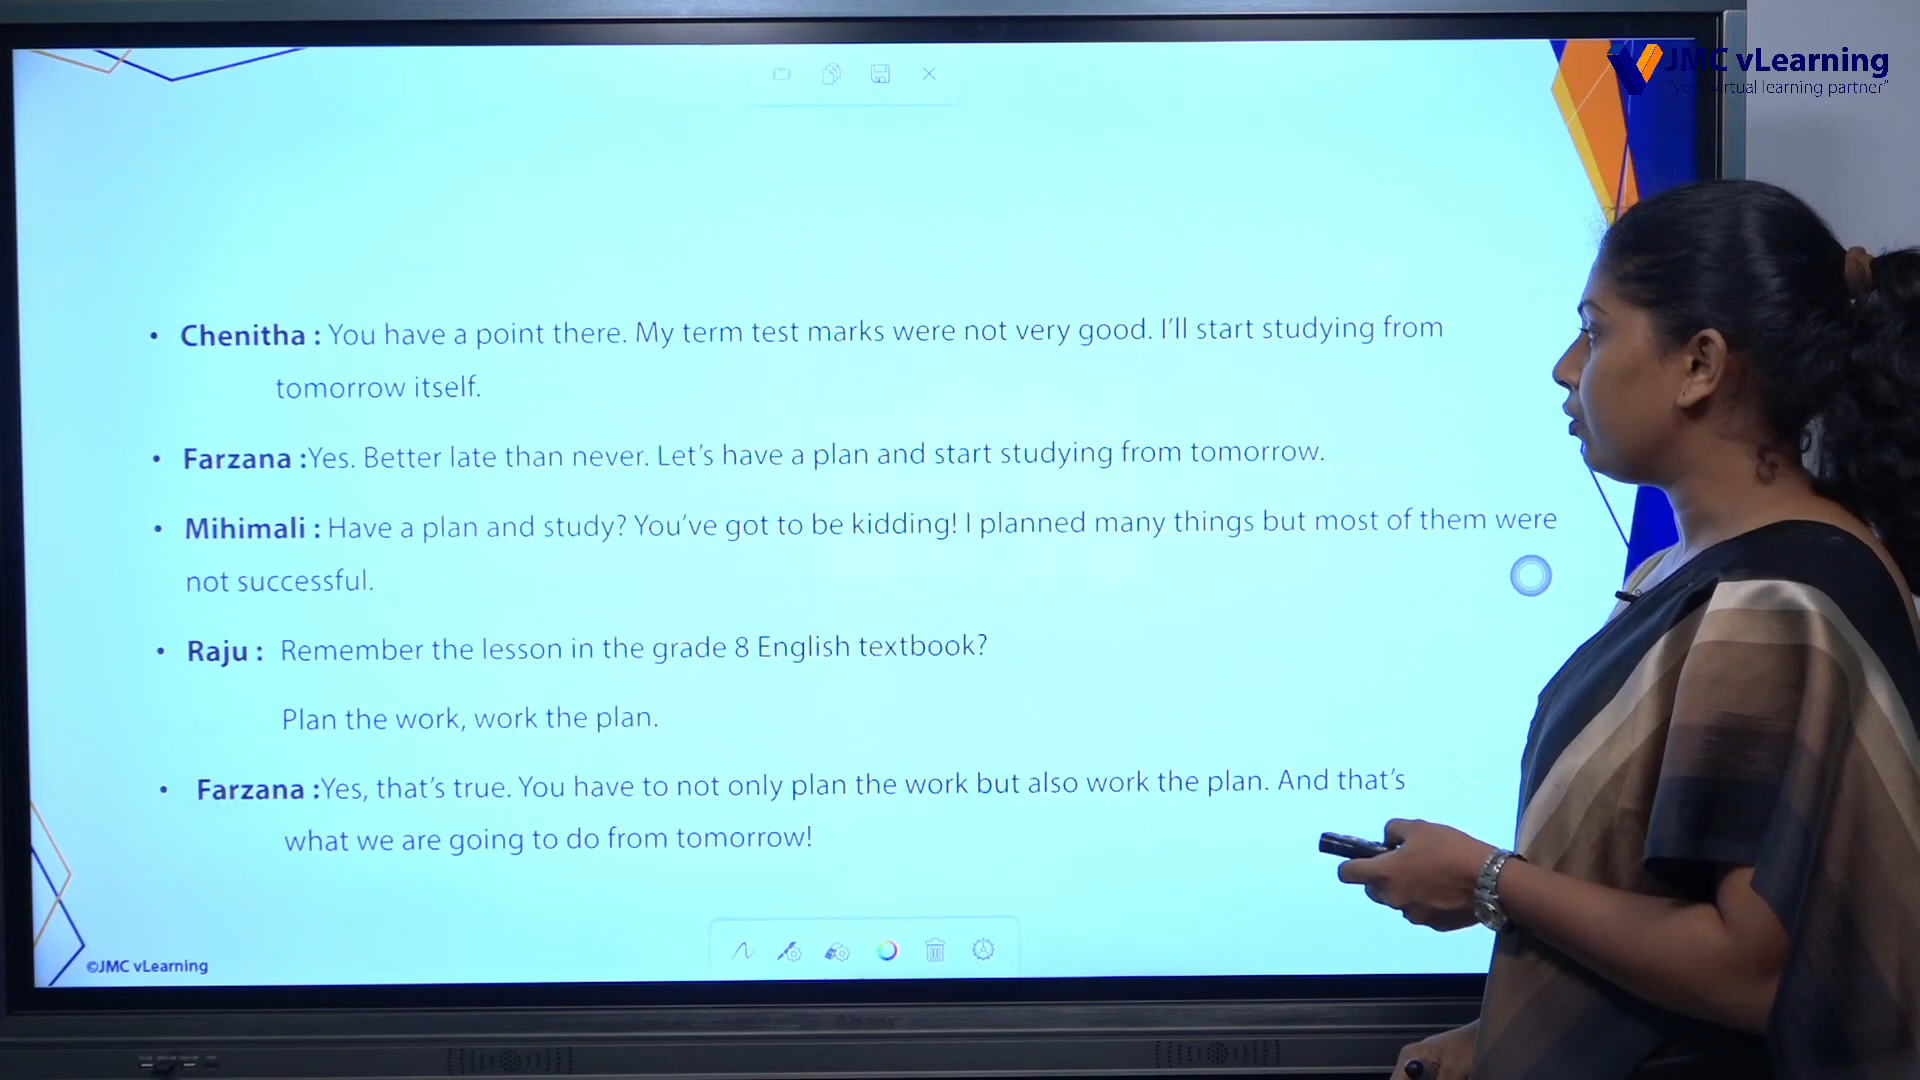 JMC vLearning
"your virtual learning partner"
• Chenitha : You have a point there. My term test marks were not very good. I'll start studying from
tomorrow itself.
• Farzana :Yes. Better late than never. Let's have a plan and start studying from tomorrow.
• Mihimali : Have a plan and study? You've got to be kidding! I planned many things but most of them were
not successful.
• Raju : Remember the lesson in the grade 8 English textbook?
Plan the work, work the plan.
• Farzana :Yes, that's true. You have to not only plan the work but also work the plan. And that's
what we are going to do from tomorrow!
©JMC vLearning